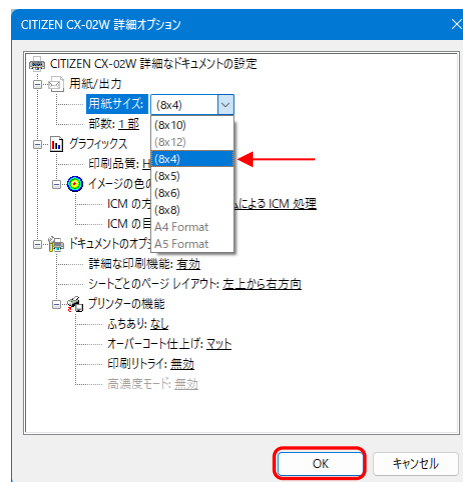 CITIZEN CX-02W 詳細オプション
CITIZEN CX-02W 詳細なドキュメントの設定
用紙/出力
用紙サイズ: (8x4)
部数: 1 部
(8x10)
(8x12)
(8x4)
(8x5)
(8x6)
(8x8)
A4 Format
A5 Format
グラフィックス
印刷品質:
イメージの色の
ICM の方
による ICM 処理
ICM の目
ドキュメントのオプ
詳細な印刷機能: 有効
シートごとのページ レイアウト: 左上から右方向
プリンターの機能
ふちあり: なし
オーバーコート仕上げ: マット
印刷リトライ: 無効
高濃度モード: 無効
OK
キャンセル